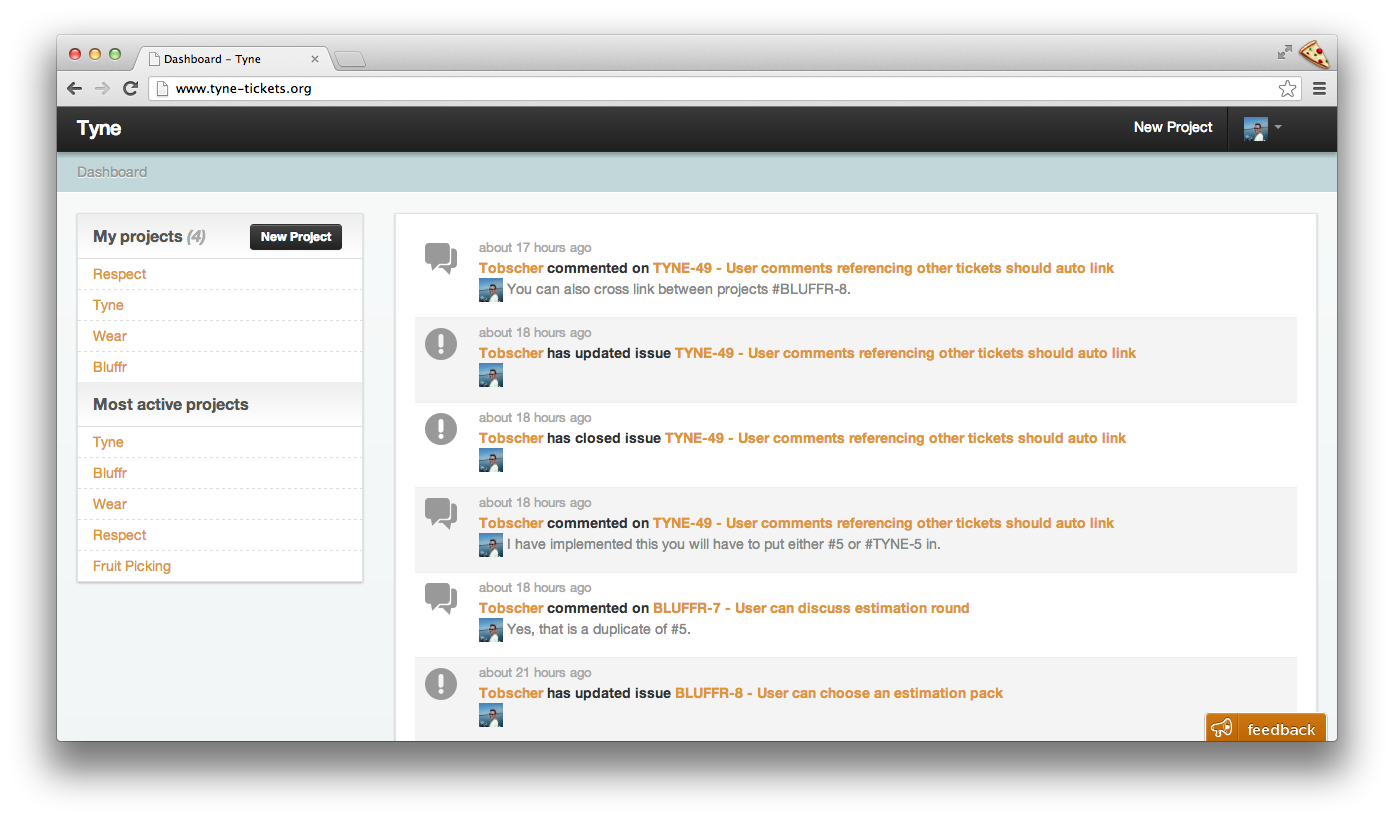 Dashboard – Tyne
www.tyne-tickets.org
Tyne
New Project
Dashboard
My projects (4)
New Project
Respect
Tyne
Wear
Bluffr
Most active projects
Tyne
Bluffr
Wear
Respect
Fruit Picking
about 17 hours ago
Tobscher commented on TYNE-49 - User comments referencing other tickets should auto link
You can also cross link between projects #BLUFFR-8.
about 18 hours ago
Tobscher has updated issue TYNE-49 - User comments referencing other tickets should auto link
about 18 hours ago
Tobscher has closed issue TYNE-49 - User comments referencing other tickets should auto link
about 18 hours ago
Tobscher commented on TYNE-49 - User comments referencing other tickets should auto link
I have implemented this you will have to put either #5 or #TYNE-5 in.
about 18 hours ago
Tobscher commented on BLUFFR-7 - User can discuss estimation round
Yes, that is a duplicate of #5.
about 21 hours ago
Tobscher has updated issue BLUFFR-8 - User can choose an estimation pack
feedback